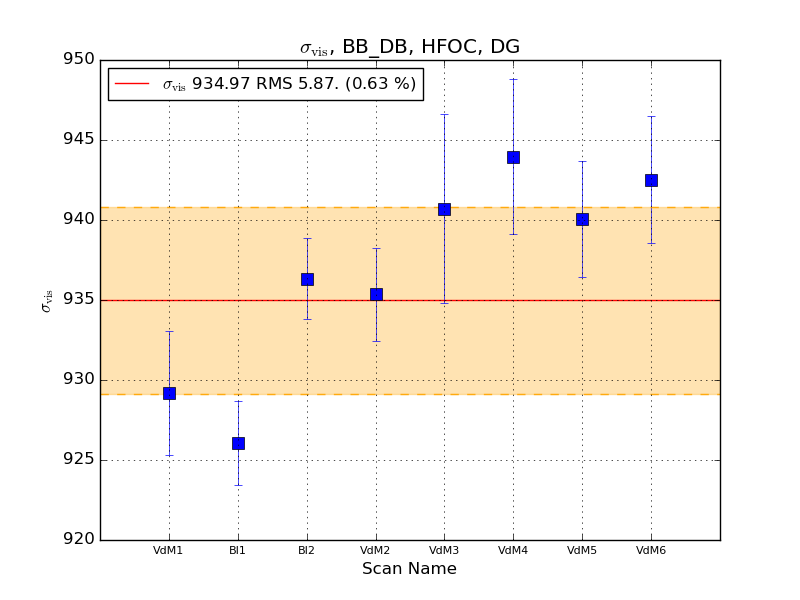 σvis, BB_DB, HFOC, DG
σvis 934.97 RMS 5.87. (0.63 %)
950
945
940
935
930
925
920
σvis
VdM1 BI1 BI2 VdM2 VdM3 VdM4 VdM5 VdM6
Scan Name